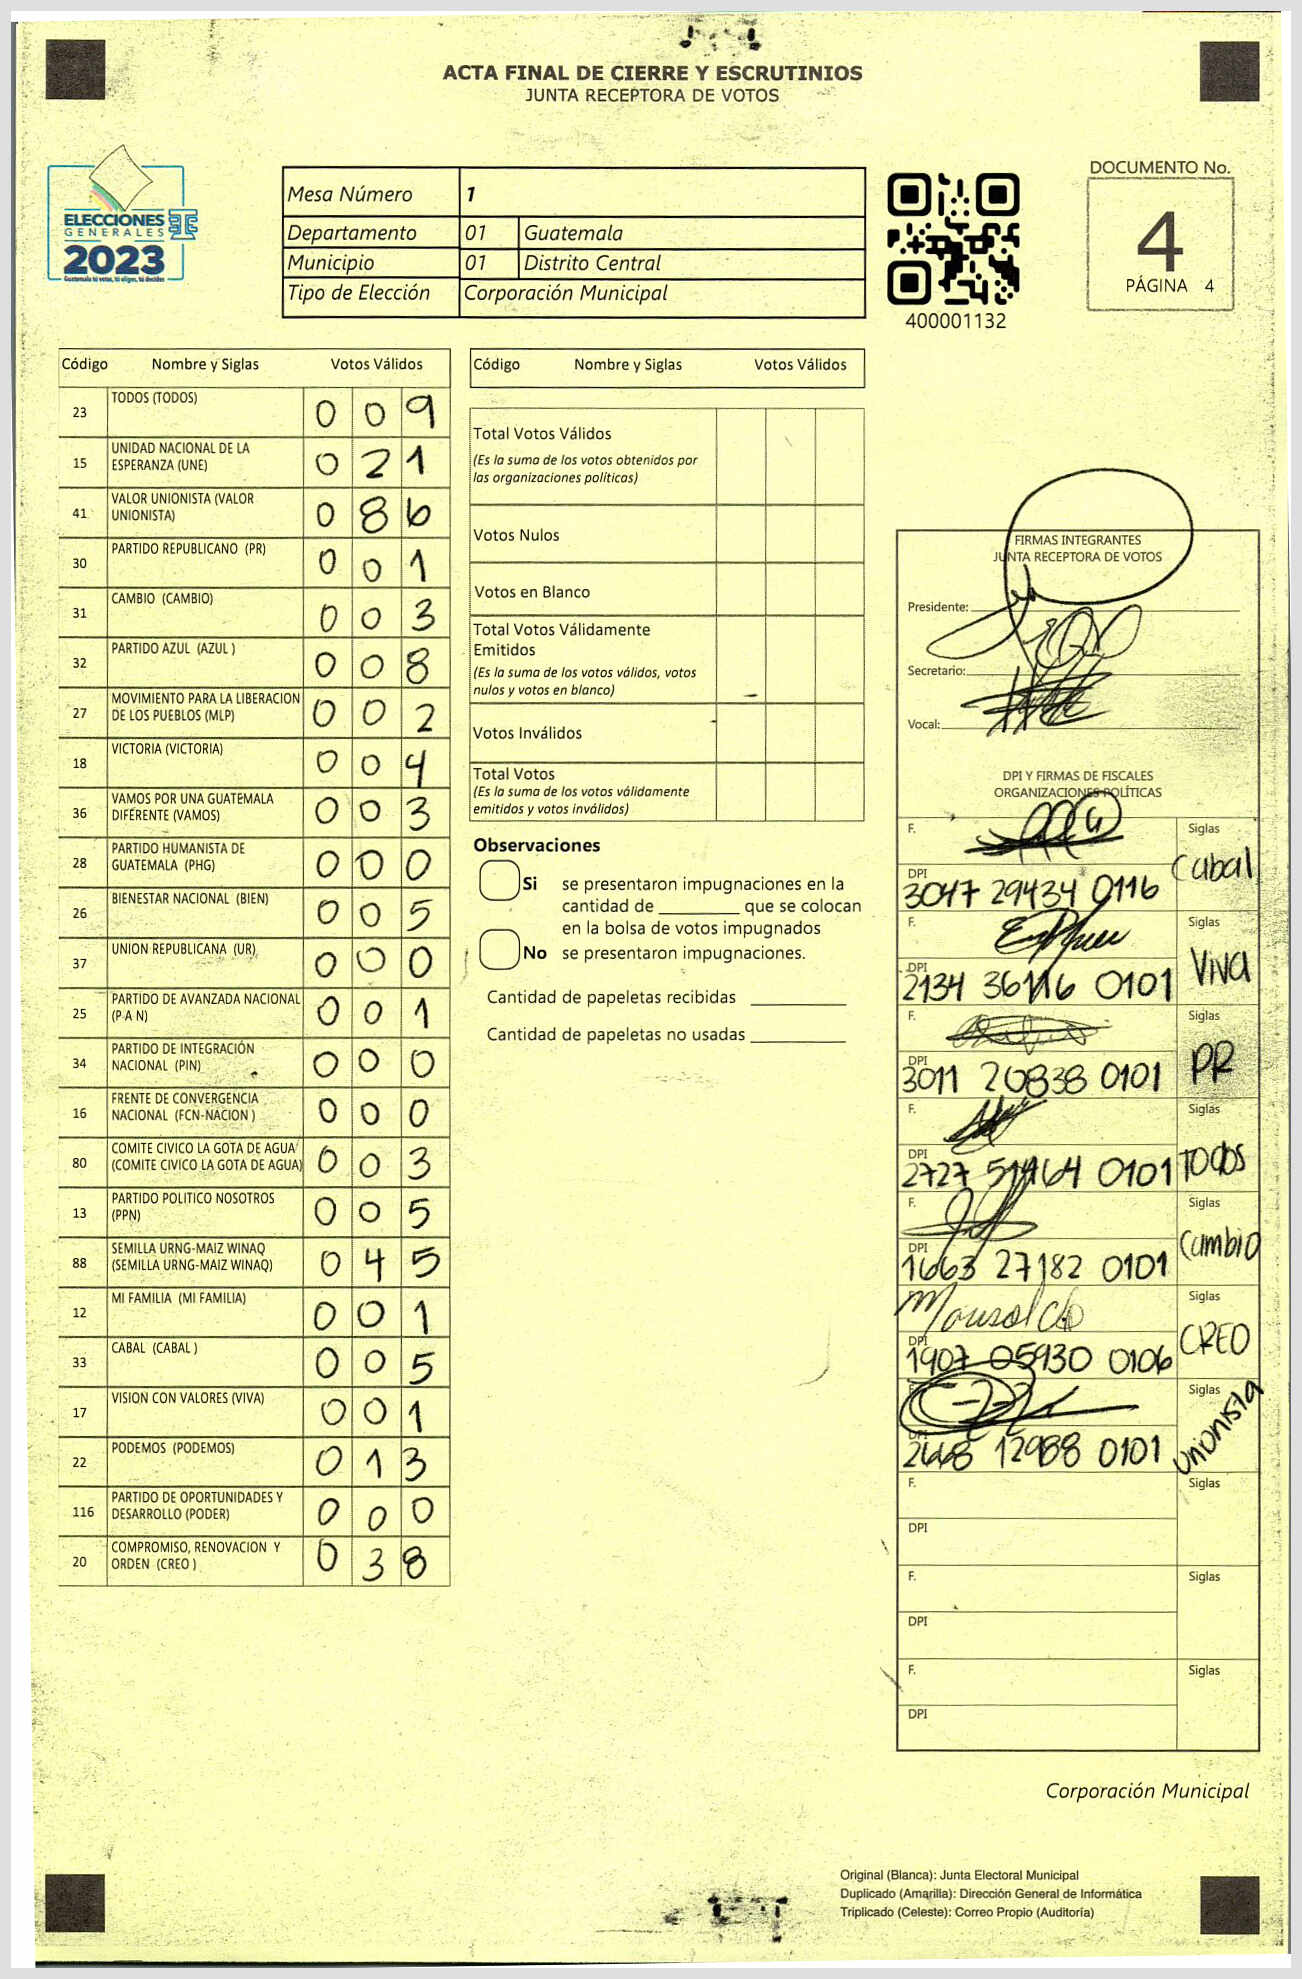 ACTA FINAL DE CIERRE Y ESCRUTINIOS
JUNTA RECEPTORA DE VOTOS
ELECCIONES
GENERALES
2023
Guatemala tú votas, tú eliges, tú decides
Mesa Número 1
Departamento 01 Guatemala
Municipio 01 Distrito Central
Tipo de Elección Corporación Municipal
400001132
DOCUMENTO No.
4
PÁGINA 4
Código Nombre y Siglas Votos Válidos
23 TODOS (TODOS) 0 0 9
15 UNIDAD NACIONAL DE LA
ESPERANZA (UNE) 0 2 1
41 VALOR UNIONISTA (VALOR
UNIONISTA) 0 8 6
30 PARTIDO REPUBLICANO (PR) 0 0 1
31 CAMBIO (CAMBIO) 0 0 3
32 PARTIDO AZUL (AZUL ) 0 0 8
27 MOVIMIENTO PARA LA LIBERACION
DE LOS PUEBLOS (MLP) 0 0 2
18 VICTORIA (VICTORIA) 0 0 4
36 VAMOS POR UNA GUATEMALA
DIFERENTE (VAMOS) 0 0 3
28 PARTIDO HUMANISTA DE
GUATEMALA (PHG) 0 0 0
26 BIENESTAR NACIONAL (BIEN) 0 0 5
37 UNION REPUBLICANA (UR) 0 0 0
25 PARTIDO DE AVANZADA NACIONAL
(P A N) 0 0 1
34 PARTIDO DE INTEGRACIÓN
NACIONAL (PIN) 0 0 0
16 FRENTE DE CONVERGENCIA
NACIONAL (FCN-NACION ) 0 0 0
80 COMITE CIVICO LA GOTA DE AGUA
(COMITE CIVICO LA GOTA DE AGUA) 0 0 3
13 PARTIDO POLITICO NOSOTROS
(PPN) 0 0 5
88 SEMILLA URNG-MAIZ WINAQ
(SEMILLA URNG-MAIZ WINAQ) 0 4 5
12 MI FAMILIA (MI FAMILIA) 0 0 1
33 CABAL (CABAL ) 0 0 5
17 VISION CON VALORES (VIVA) 0 0 1
22 PODEMOS (PODEMOS) 0 1 3
116 PARTIDO DE OPORTUNIDADES Y
DESARROLLO (PODER) 0 0 0
20 COMPROMISO, RENOVACION Y
ORDEN (CREO ) 0 3 8
Código Nombre y Siglas Votos Válidos
Total Votos Válidos
(Es la suma de los votos obtenidos por
las organizaciones políticas)
Votos Nulos
Votos en Blanco
Total Votos Válidamente
Emitidos
(Es la suma de los votos válidos, votos
nulos y votos en blanco)
Votos Inválidos
Total Votos
(Es la suma de los votos válidamente
emitidos y votos inválidos)
Observaciones
Si se presentaron impugnaciones en la
cantidad de ________ que se colocan
en la bolsa de votos impugnados
No se presentaron impugnaciones.
Cantidad de papeletas recibidas ________
Cantidad de papeletas no usadas ________
FIRMAS INTEGRANTES
JUNTA RECEPTORA DE VOTOS
Presidente:
Secretario:
Vocal:
DPI Y FIRMAS DE FISCALES
ORGANIZACIONES POLÍTICAS
F. Siglas
Cabal
DPI
3047 29434 0116
F. Siglas
Viva
DPI
2134 36116 0101
F. Siglas
PR
DPI
3011 20838 0101
F. Siglas
TODOS
DPI
2727 0101
F. Siglas
Cambio
DPI
1663 27182 0101
Siglas
CREO
DPI
1907 05930 0106
F. Siglas
Unionista
DPI
2668 12988 0101
F. Siglas
DPI
F. Siglas
DPI
F. Siglas
DPI
Corporación Municipal
Original (Blanca): Junta Electoral Municipal
Duplicado (Amarilla): Dirección General de Informática
Triplicado (Celeste): Correo Propio (Auditoría)